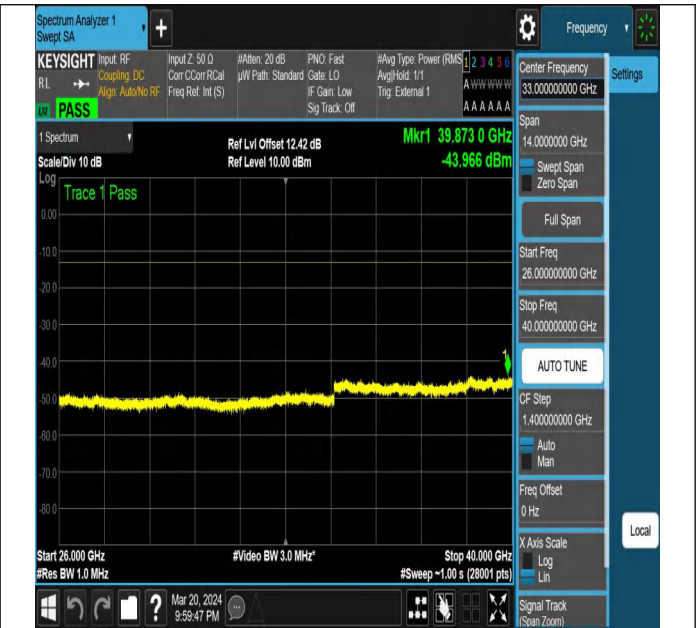 Spectrum Analyzer 1
Swept SA
+
Frequency
KEYSIGHT
RL
PASS
Input: RF
Coupling: DC
Align: Auto/No RF
Input Z: 50 Ω
Corr CCorr RCal
Freq Ref: Int (S)
#Atten: 20 dB
µW Path: Standard
PNO: Fast
Gate: LO
IF Gain: Low
Sig Track: Off
#Avg Type: Power (RMS
Avg|Hold: 1/1
Trig: External 1
1 2 3 4 5 6
A W W W W W
A A A A A A
1 Spectrum
Scale/Div 10 dB
Log
Ref Lvl Offset 12.42 dB
Ref Level 10.00 dBm
Mkr1 39.873 0 GHz
-43.966 dBm
Trace 1 Pass
0.00
-10.0
-20.0
-30.0
-40.0
-50.0
-60.0
-70.0
-80.0
1
Start 26.000 GHz
#Res BW 1.0 MHz
#Video BW 3.0 MHz*
Stop 40.000 GHz
#Sweep ~1.00 s (28001 pts)
?
Mar 20, 2024
9:59:47 PM
Center Frequency
33.000000000 GHz
Span
14.0000000 GHz
Swept Span
Zero Span
Full Span
Start Freq
26.000000000 GHz
Stop Freq
40.000000000 GHz
AUTO TUNE
CF Step
1.400000000 GHz
Auto
Man
Freq Offset
0 Hz
X Axis Scale
Log
Lin
Signal Track
(Span Zoom)
Settings
Local